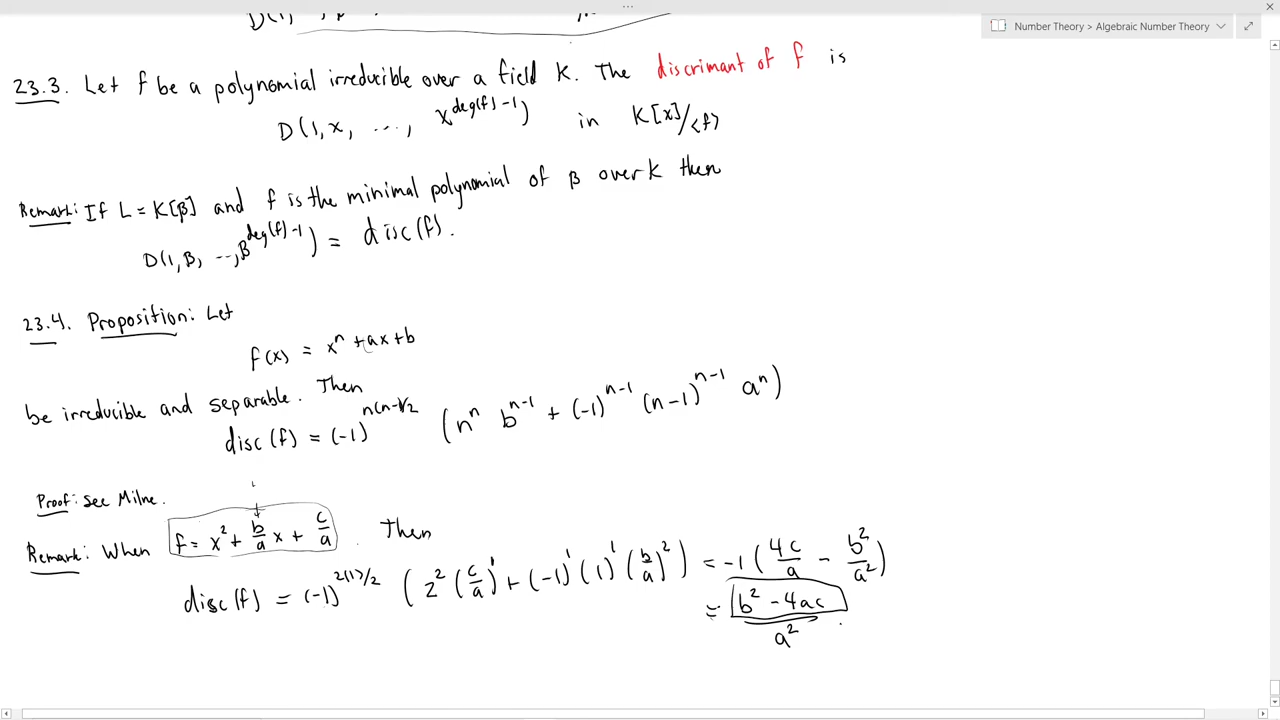 D(1,
Number Theory > Algebraic Number Theory
23.3. Let f be a polynomial irreducible over a field K. The discrimant of f is
D(1, x, ..., x^{deg(f)-1}) in K[x]/<f>
Remark: If L = K[β] and f is the minimal polynomial of β over K then
D(1, β, ..., β^{deg(f)-1}) = disc(f).
23.4. Proposition: Let
f(x) = x^n + ax + b
be irreducible and separable. Then
disc(f) = (-1)^{n(n-1)/2} (n^n b^{n-1} + (-1)^{n-1} (n-1)^{n-1} a^n)
Proof: See Milne.
Remark: When f = x^2 + b/a x + c/a . Then
disc(f) = (-1)^{2(1)/2} (2^2 (c/a)^1 + (-1)^1 (1)^1 (b/a)^2) = -1 (4c/a - b^2/a^2)
= b^2 - 4ac / a^2 .